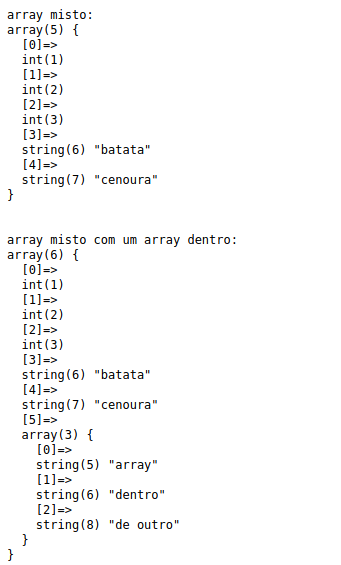 array misto:
array(5) {
  [0]=>
  int(1)
  [1]=>
  int(2)
  [2]=>
  int(3)
  [3]=>
  string(6) "batata"
  [4]=>
  string(7) "cenoura"
}
array misto com um array dentro:
array(6) {
  [0]=>
  int(1)
  [1]=>
  int(2)
  [2]=>
  int(3)
  [3]=>
  string(6) "batata"
  [4]=>
  string(7) "cenoura"
  [5]=>
  array(3) {
    [0]=>
    string(5) "array"
    [1]=>
    string(6) "dentro"
    [2]=>
    string(8) "de outro"
  }
}